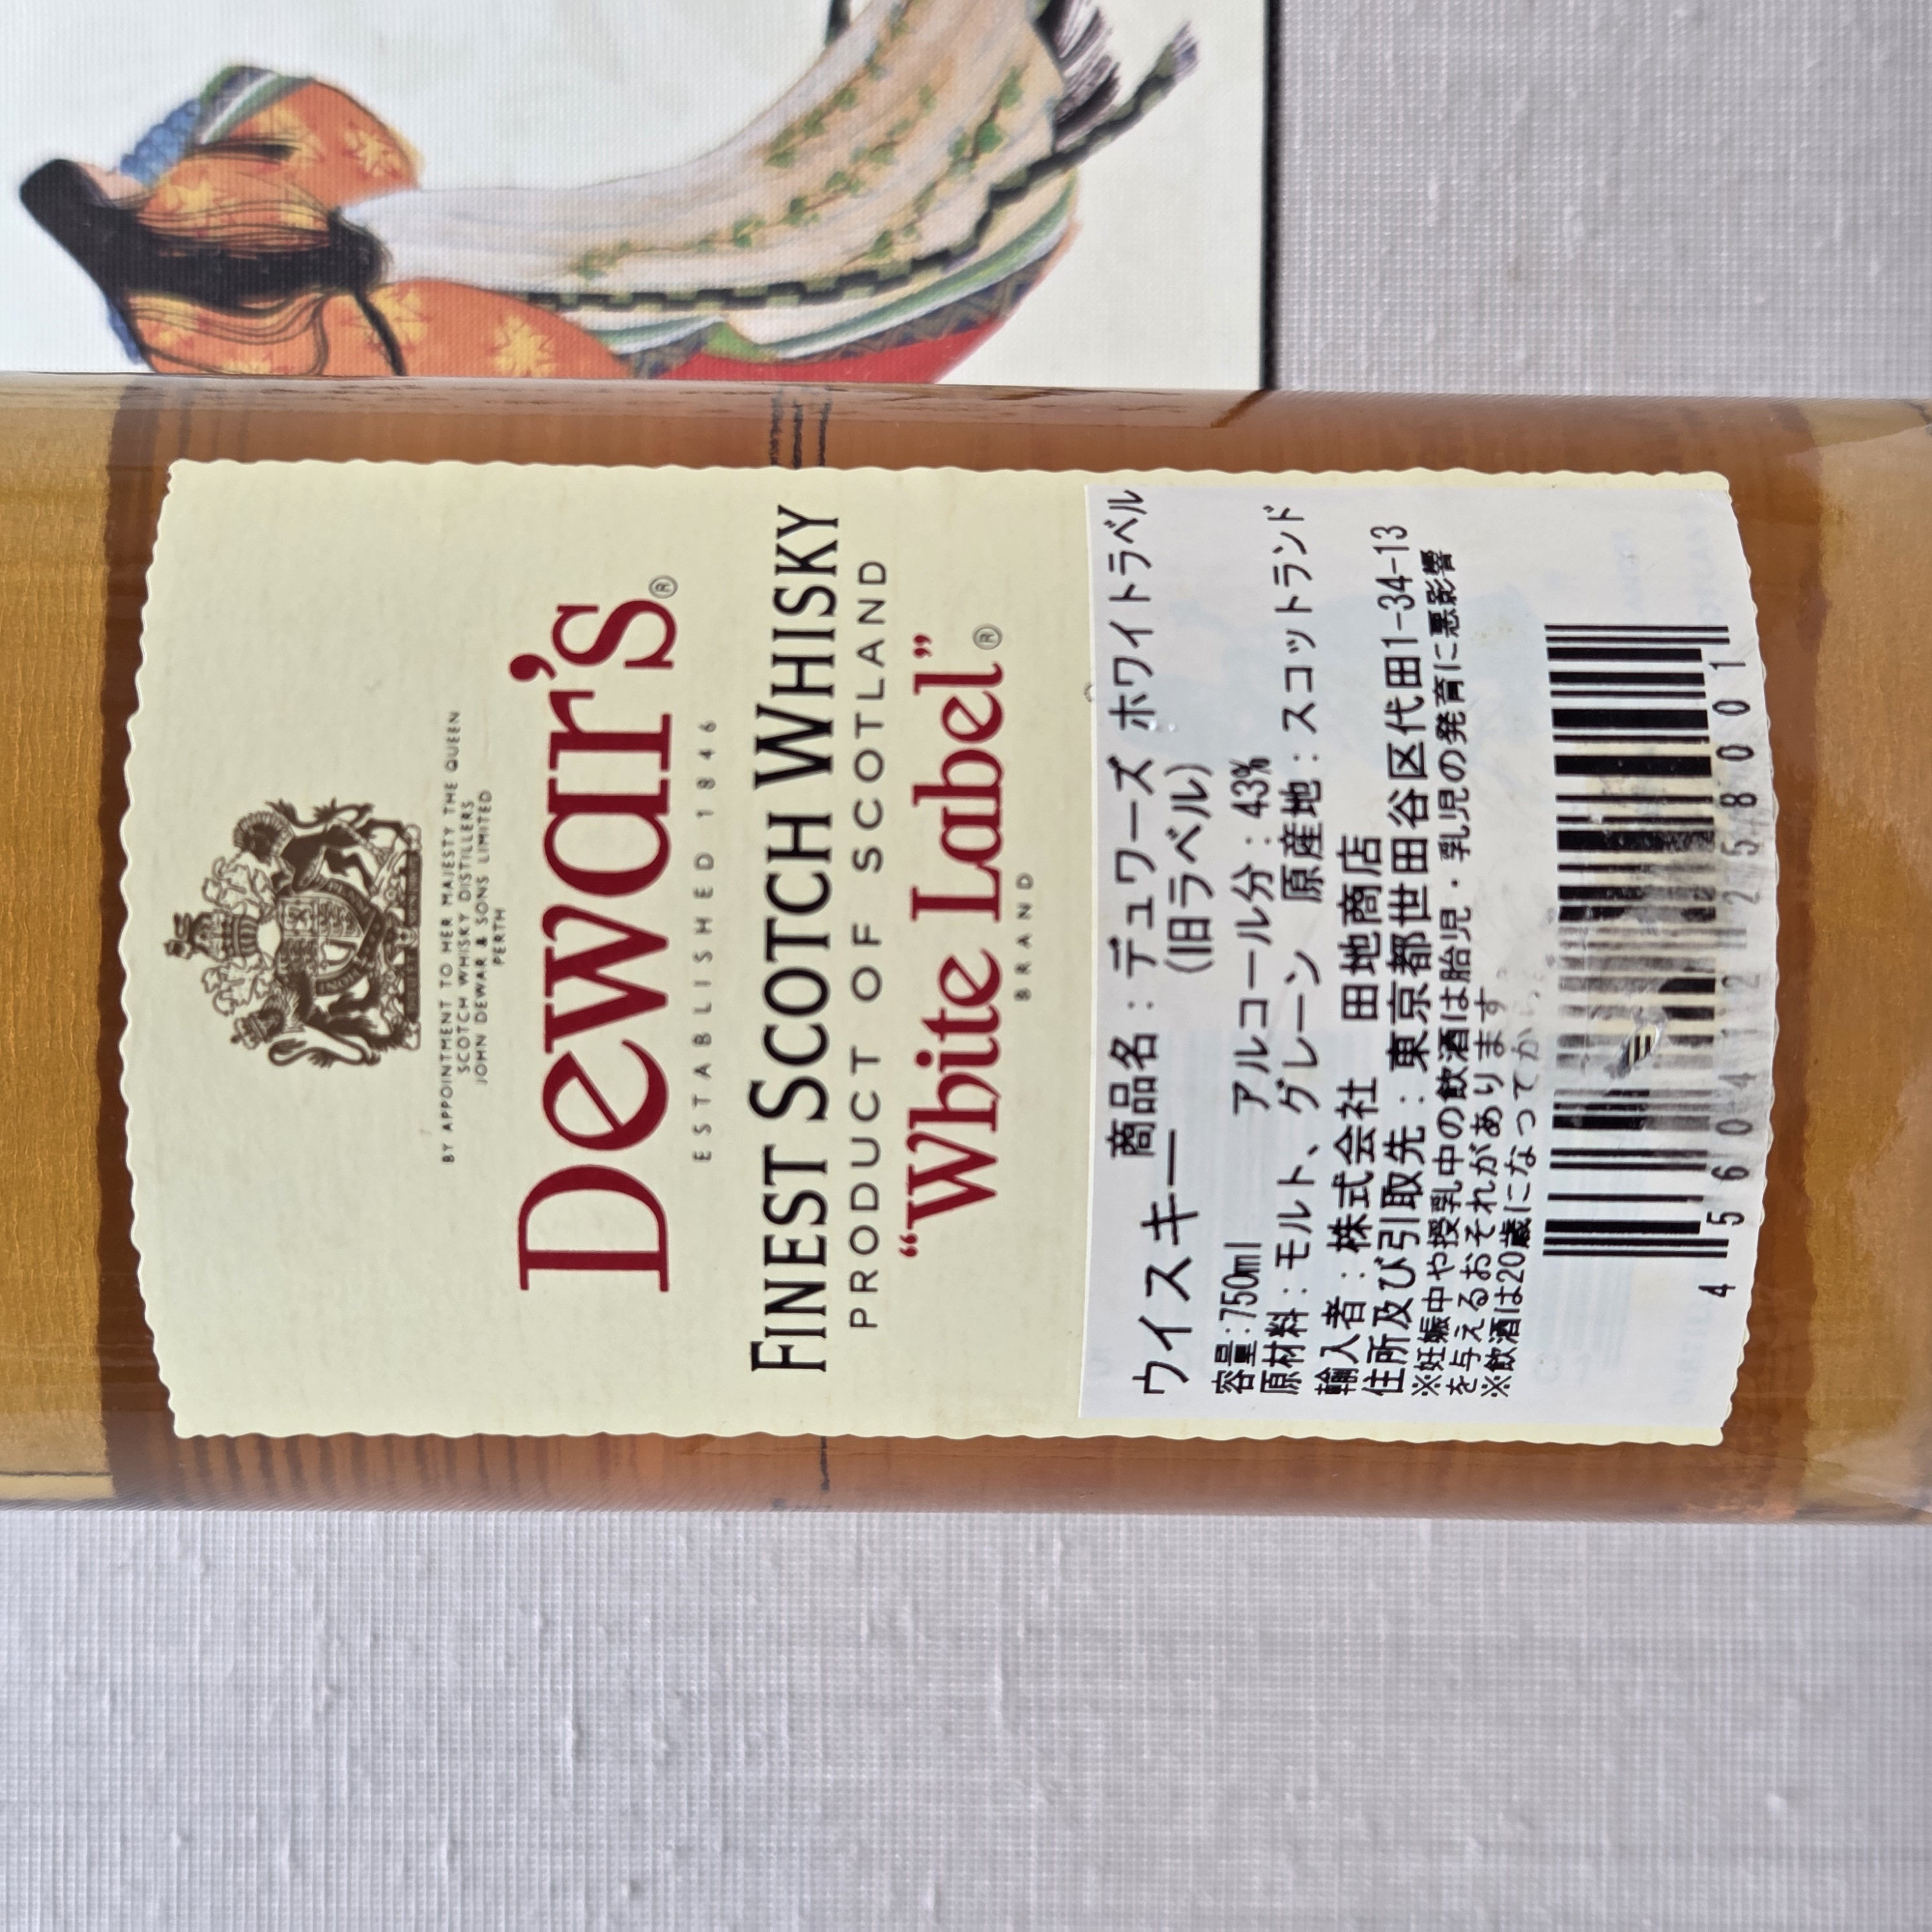 BY APPOINTMENT TO HER MAJESTY THE QUEEN
SCOTCH WHISKY DISTILLERS
JOHN DEWAR & SONS LIMITED
PERTH
Dewar's®
ESTABLISHED 1846
FINEST SCOTCH WHISKY
PRODUCT OF SCOTLAND
"White Label"®
BRAND
ウイスキー 商品名:デュワーズ ホワイトラベル
(旧ラベル)
容量:750ml アルコール分:43%
原材料:モルト、グレーン 原産地:スコットランド
輸入者:株式会社 田地商店
住所及び引取先:東京都世田谷区代田1-34-13
※妊娠中や授乳中の飲酒は胎児・乳児の発育に悪影響
を与えるおそれがあります
※飲酒は20歳になってから。
4 560412 258001